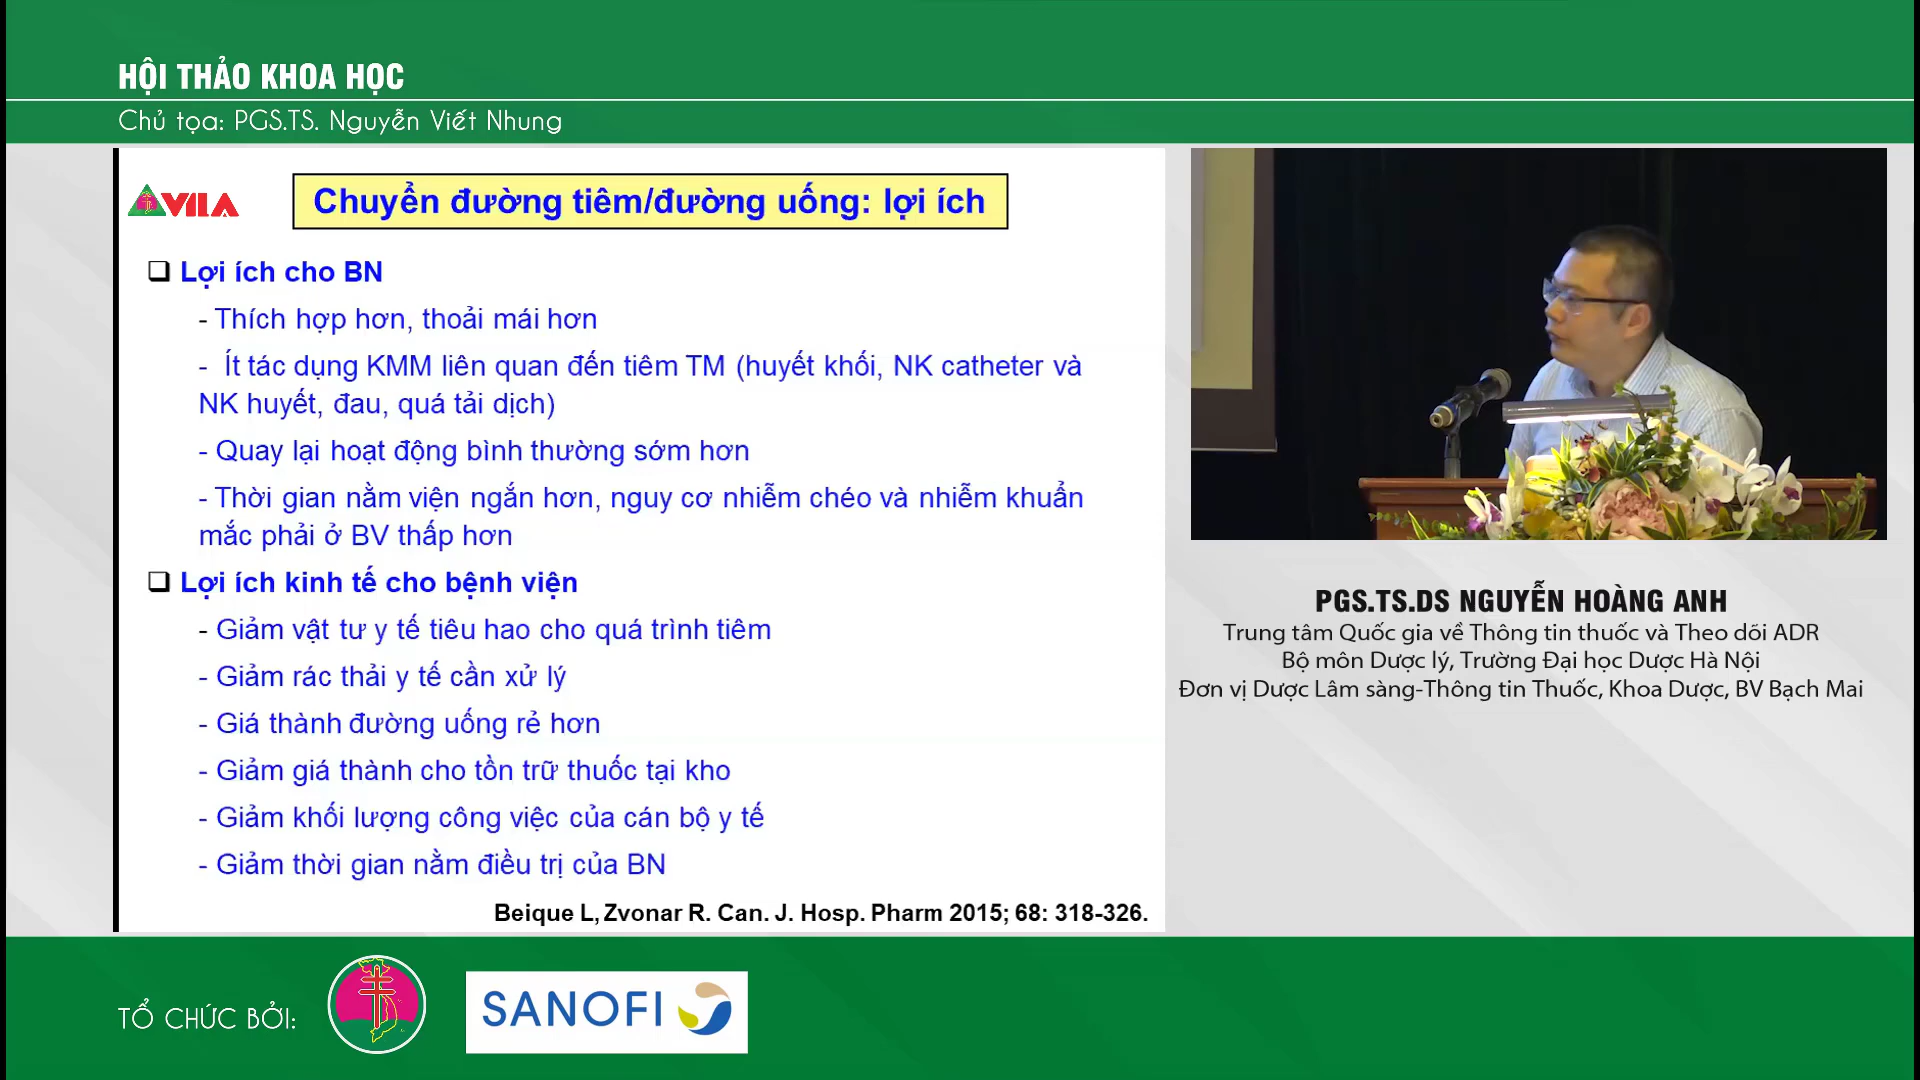 HỘI THẢO KHOA HỌC
Chủ tọa: PGS.TS. Nguyễn Viết Nhung
VILA
Chuyển đường tiêm/đường uống: lợi ích
❑ Lợi ích cho BN
- Thích hợp hơn, thoải mái hơn
- Ít tác dụng KMM liên quan đến tiêm TM (huyết khối, NK catheter và
NK huyết, đau, quá tải dịch)
- Quay lại hoạt động bình thường sớm hơn
- Thời gian nằm viện ngắn hơn, nguy cơ nhiễm chéo và nhiễm khuẩn
mắc phải ở BV thấp hơn
❑ Lợi ích kinh tế cho bệnh viện
- Giảm vật tư y tế tiêu hao cho quá trình tiêm
- Giảm rác thải y tế cần xử lý
- Giá thành đường uống rẻ hơn
- Giảm giá thành cho tồn trữ thuốc tại kho
- Giảm khối lượng công việc của cán bộ y tế
- Giảm thời gian nằm điều trị của BN
Beique L, Zvonar R. Can. J. Hosp. Pharm 2015; 68: 318-326.
PGS.TS.DS NGUYỄN HOÀNG ANH
Trung tâm Quốc gia về Thông tin thuốc và Theo dõi ADR
Bộ môn Dược lý, Trường Đại học Dược Hà Nội
Đơn vị Dược Lâm sàng-Thông tin Thuốc, Khoa Dược, BV Bạch Mai
TỔ CHỨC BỞI:
SANOFI